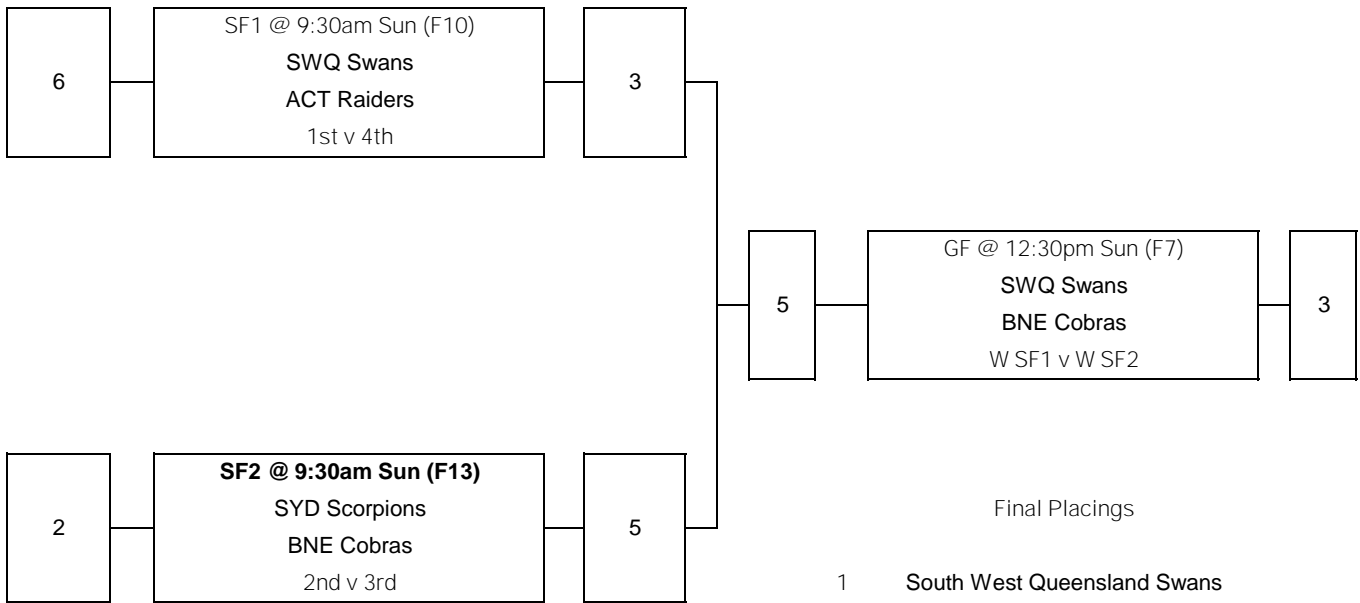 SF1 @ 9:30am Sun (F10)
SWQ Swans
6
3
ACT Raiders
1st v 4th
GF @ 12:30pm Sun (F7)
SWQ Swans
5
3
BNE Cobras
W SF1 v W SF2
SF2 @ 9:30am Sun (F13)
SYD Scorpions
2
5
BNE Cobras
2nd v 3rd
Final Placings
1 South West Queensland Swans